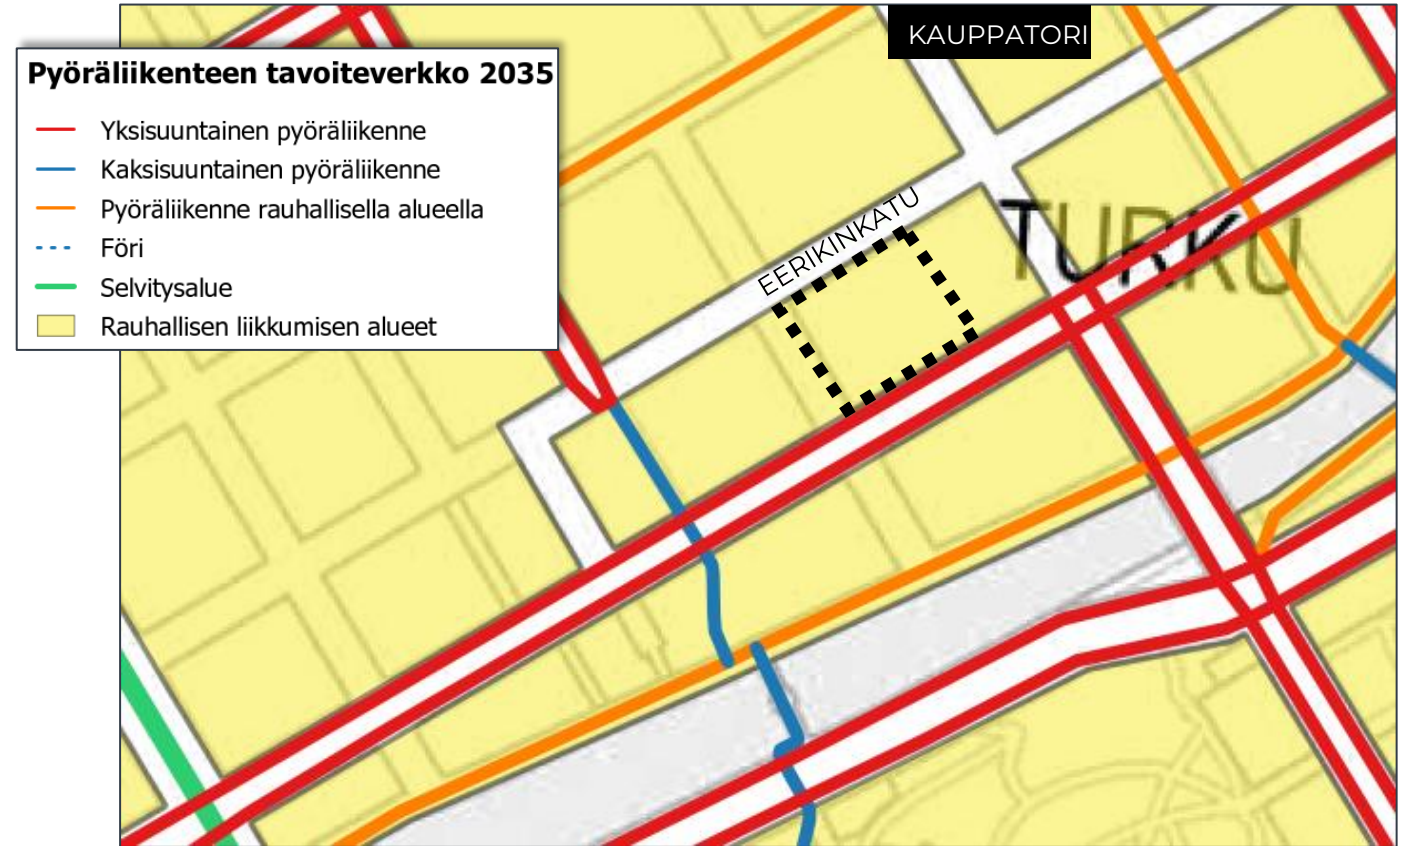 KAUPPATORI
Pyöräliikenteen tavoiteverkko 2035
Yksisuuntainen pyöräliikenne
Kaksisuuntainen pyöräliikenne
Pyöräliikenne rauhallisella alueella
Föri
Selvitysalue
Rauhallisen liikkumisen alueet
EERIKINKATU
TURKU